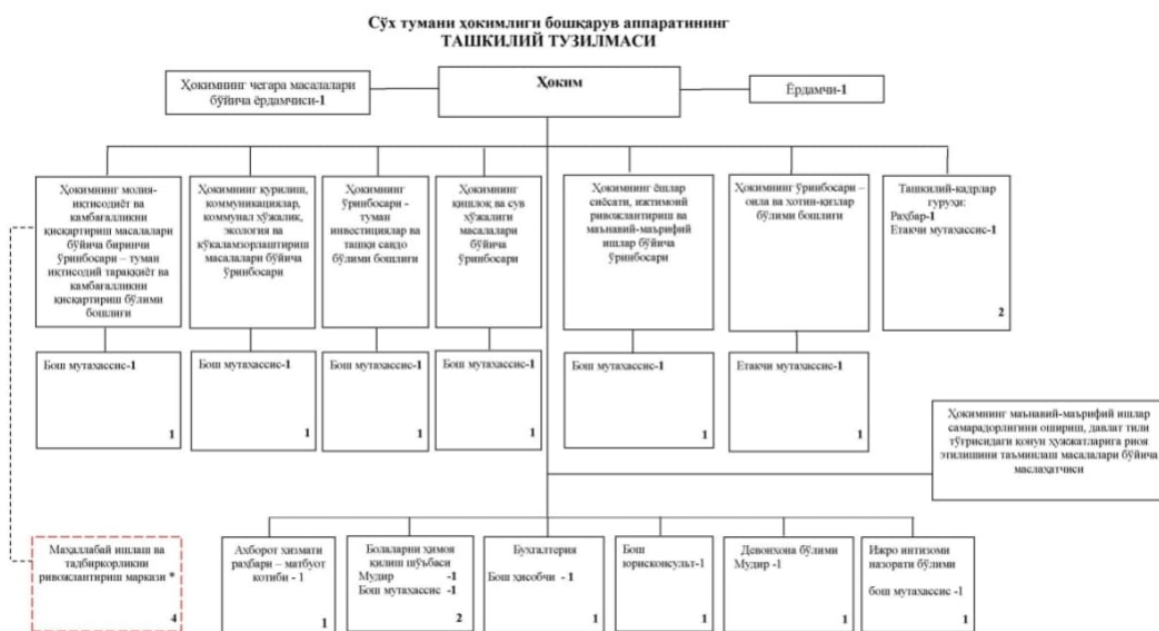 Сўх тумани ҳокимлиги бошқарув аппаратининг
ТАШКИЛИЙ ТУЗИЛМАСИ
Ҳокимнинг чегара масалалари
бўйича ёрдамчиси-1
Ҳоким
Ёрдамчи-1
Ҳокимнинг молия-
иқтисодиёт ва
камбағалликни
қисқартириш масалалари
бўйича биринчи
ўринбосари – туман
иқтисодий тараққиёт ва
камбағалликни
қисқартириш бўлими
бошлиғи
Ҳокимнинг қурилиш,
коммуникациялар,
коммунал хўжалик,
экология ва
кўкаламзорлаштириш
масалалари бўйича
ўринбосари
Ҳокимнинг
ўринбосари -
туман
инвестициялар ва
ташқи савдо
бўлими бошлиғи
Ҳокимнинг
қишлоқ ва сув
хўжалиги
масалалари
бўйича
ўринбосари
Ҳокимнинг ёшлар
сиёсати, ижтимоий
ривожлантириш ва
маънавий-маърифий
ишлар бўйича
ўринбосари
Ҳокимнинг ўринбосари –
оила ва хотин-қизлар
бўлими бошлиғи
Ташкилий-кадрлар
гуруҳи:
Раҳбар-1
Етакчи мутахассис-1
2
Бош мутахассис-1
1
Бош мутахассис-1
1
Бош мутахассис-1
1
Бош мутахассис-1
1
Бош мутахассис-1
1
Етакчи мутахассис-1
1
Ҳокимнинг маънавий-маърифий ишлар
самарадорлигини ошириш, давлат тили
тўғрисидаги қонун ҳужжатларига риоя
этилишини таъминлаш масалалари бўйича
маслаҳатчиси
Маҳаллабай ишлаш ва
тадбиркорликни
ривожлантириш маркази *
4
Ахборот хизмати
раҳбари – матбуот
котиби - 1
1
Болаларни ҳимоя
қилиш шўъбаси
Мудир -1
Бош мутахассис -1
2
Бухгалтерия
Бош ҳисобчи - 1
1
Бош
юрисконсульт-1
1
Девонхона бўлими
Мудир -1
1
Ижро интизоми
назорати бўлими
бош мутахассис -1
1